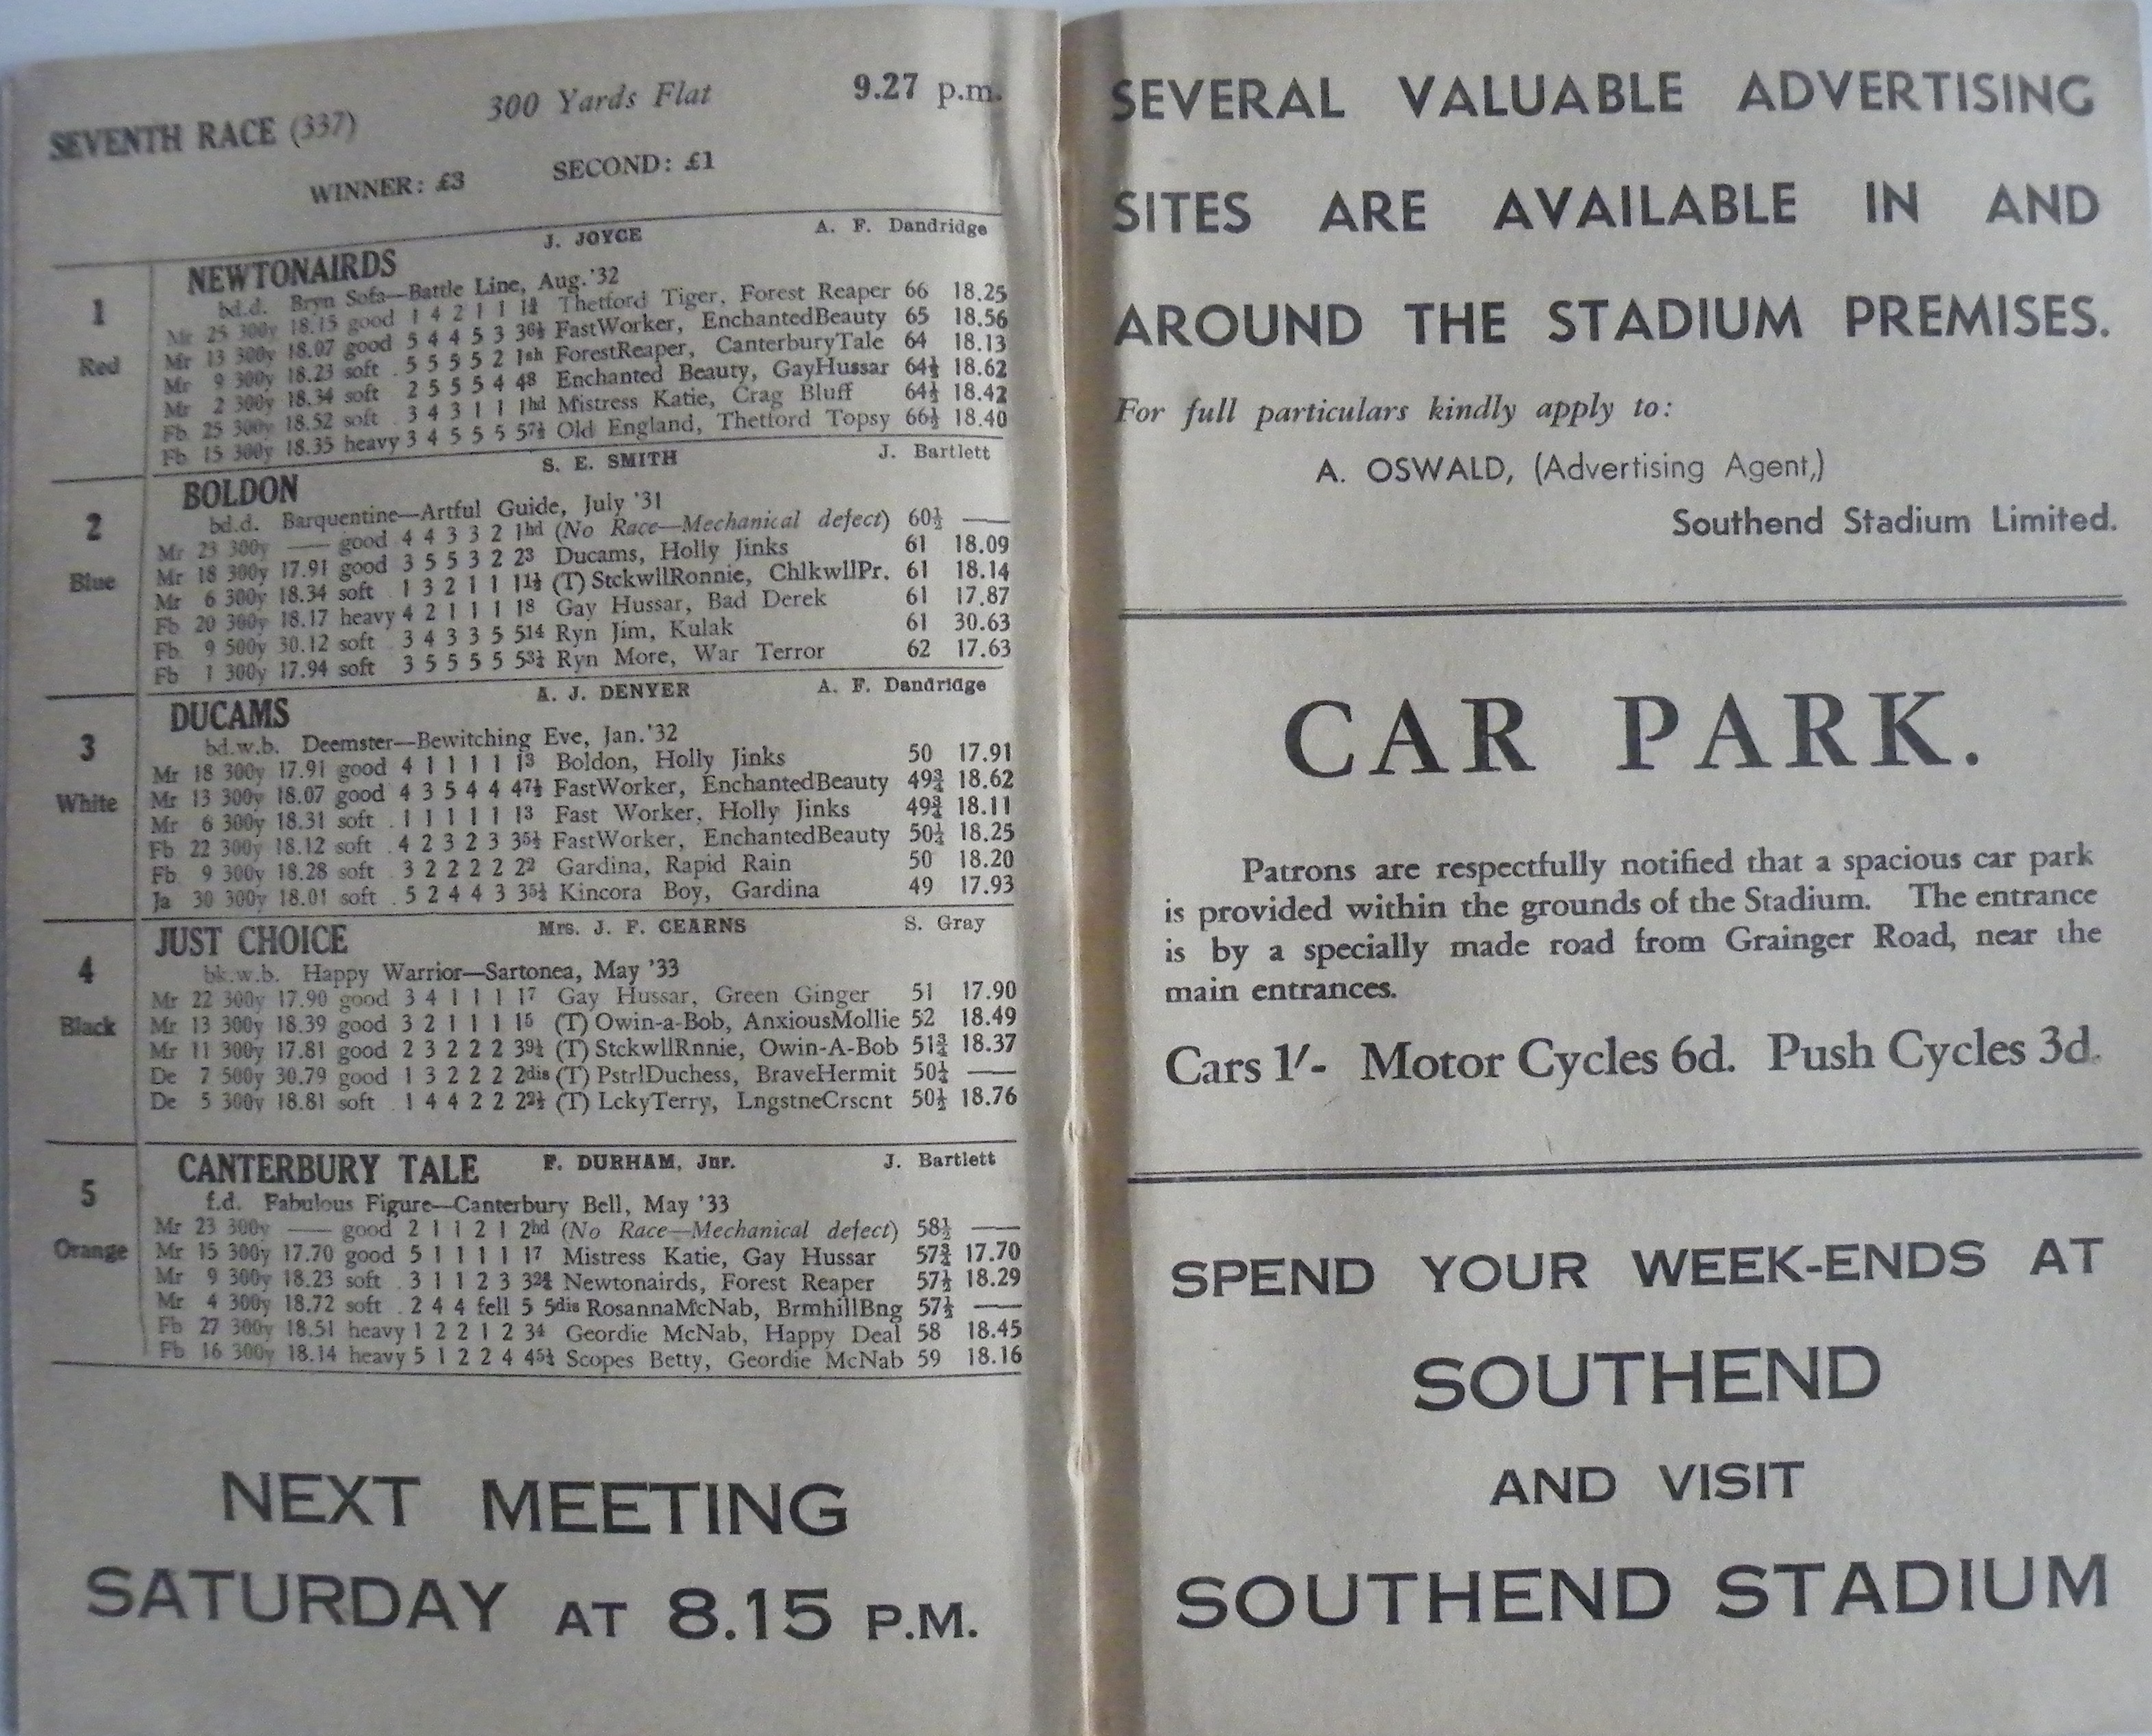 SEVENTH RACE (337) 300 Yards Flat 9.27 p.m.
WINNER: £3 SECOND: £1
J. JOYCE A. F. Dandridge
NEWTONAIRDS
bd.d. Bryn Sofa—Battle Line, Aug.'32
1
Red
Mr 25 300y 18.15 good 1 4 2 1 1 1¾ Thetford Tiger, Forest Reaper 66 18.25
Mr 13 300y 18.07 good 5 4 4 5 3 36½ FastWorker, EnchantedBeauty 65 18.56
Mr 9 300y 18.23 soft . 5 5 5 5 2 1sh ForestReaper, CanterburyTale 64 18.13
Mr 2 300y 18.34 soft 2 5 5 5 4 48 Enchanted Beauty, GayHussar 64½ 18.62
Fb 25 300y 18.52 soft . 3 4 3 1 1 1hd Mistress Katie, Crag Bluff 64½ 18.42
Fb 15 300y 18.35 heavy 3 4 5 5 5 57½ Old England, Thetford Topsy 66½ 18.40
S. E. SMITH J. Bartlett
BOLDON
bd.d. Barquentine—Artful Guide, July '31
2
Blue
Mr 23 300y —— good 4 4 3 3 2 1hd (No Race—Mechanical defect) 60½ ——
Mr 18 300y 17.91 good 3 5 5 3 2 23 Ducams, Holly Jinks 61 18.09
Mr 6 300y 18.34 soft . 1 3 2 1 1 11½ (T) StckwllRonnie, ChlkwllPr. 61 18.14
Fb 20 300y 18.17 heavy 4 2 1 1 1 18 Gay Hussar, Bad Derek 61 17.87
Fb 9 500y 30.12 soft . 3 4 3 3 5 514 Ryn Jim, Kulak 61 30.63
Fb 1 300y 17.94 soft 3 5 5 5 5 53½ Ryn More, War Terror 62 17.63
A. J. DENYER A. F. Dandridge
DUCAMS
bd.w.b. Deemster—Bewitching Eve, Jan.'32
3
White
Mr 18 300y 17.91 good 4 1 1 1 1 13 Boldon, Holly Jinks 50 17.91
Mr 13 300y 18.07 good 4 3 5 4 4 47½ FastWorker, EnchantedBeauty 49¾ 18.62
Mr 6 300y 18.31 soft . 1 1 1 1 1 13 Fast Worker, Holly Jinks 49¾ 18.11
Fb 22 300y 18.12 soft . 4 2 3 2 3 35½ FastWorker, EnchantedBeauty 50¼ 18.25
Fb 9 300y 18.28 soft . 3 2 2 2 2 22 Gardina, Rapid Rain 50 18.20
Ja 30 300y 18.01 soft . 5 2 4 4 3 35½ Kincora Boy, Gardina 49 17.93
JUST CHOICE Mrs. J. F. CEARNS S. Gray
bk.w.b. Happy Warrior—Sartonea, May '33
4
Black
Mr 22 300y 17.90 good 3 4 1 1 1 17 Gay Hussar, Green Ginger 51 17.90
Mr 13 300y 18.39 good 3 2 1 1 1 15 (T) Owin-a-Bob, AnxiousMollie 52 18.49
Mr 11 300y 17.81 good 2 3 2 2 2 39½ (T) StckwllRnnie, Owin-A-Bob 51¾ 18.37
De 7 500y 30.79 good 1 3 2 2 2 2dis (T) PstrlDuchess, BraveHermit 50½ ——
De 5 300y 18.81 soft . 1 4 4 2 2 22½ (T) LckyTerry, LngstneCrscnt 50½ 18.76
CANTERBURY TALE F. DURHAM, Jnr. J. Bartlett
f.d. Fabulous Figure—Canterbury Bell, May '33
5
Orange
Mr 23 300y —— good 2 1 1 2 1 2hd (No Race—Mechanical defect) 58½ ——
Mr 15 300y 17.70 good 5 1 1 1 1 17 Mistress Katie, Gay Hussar 57¾ 17.70
Mr 9 300y 18.23 soft . 3 1 1 2 3 32¾ Newtonairds, Forest Reaper 57½ 18.29
Mr 4 300y 18.72 soft . 2 4 4 fell 5 5dis RosannaMcNab, BrmhillBng 57½ ——
Fb 27 300y 18.51 heavy 1 2 2 1 2 34 Geordie McNab, Happy Deal 58 18.45
Fb 16 300y 18.14 heavy 5 1 2 2 4 45½ Scopes Betty, Geordie McNab 59 18.16
NEXT MEETING
SATURDAY AT 8.15 P.M.
SEVERAL VALUABLE ADVERTISING
SITES ARE AVAILABLE IN AND
AROUND THE STADIUM PREMISES.
For full particulars kindly apply to:
A. OSWALD, (Advertising Agent,)
Southend Stadium Limited.
CAR PARK.
Patrons are respectfully notified that a spacious car park
is provided within the grounds of the Stadium. The entrance
is by a specially made road from Grainger Road, near the
main entrances.
Cars 1/- Motor Cycles 6d. Push Cycles 3d.
SPEND YOUR WEEK-ENDS AT
SOUTHEND
AND VISIT
SOUTHEND STADIUM